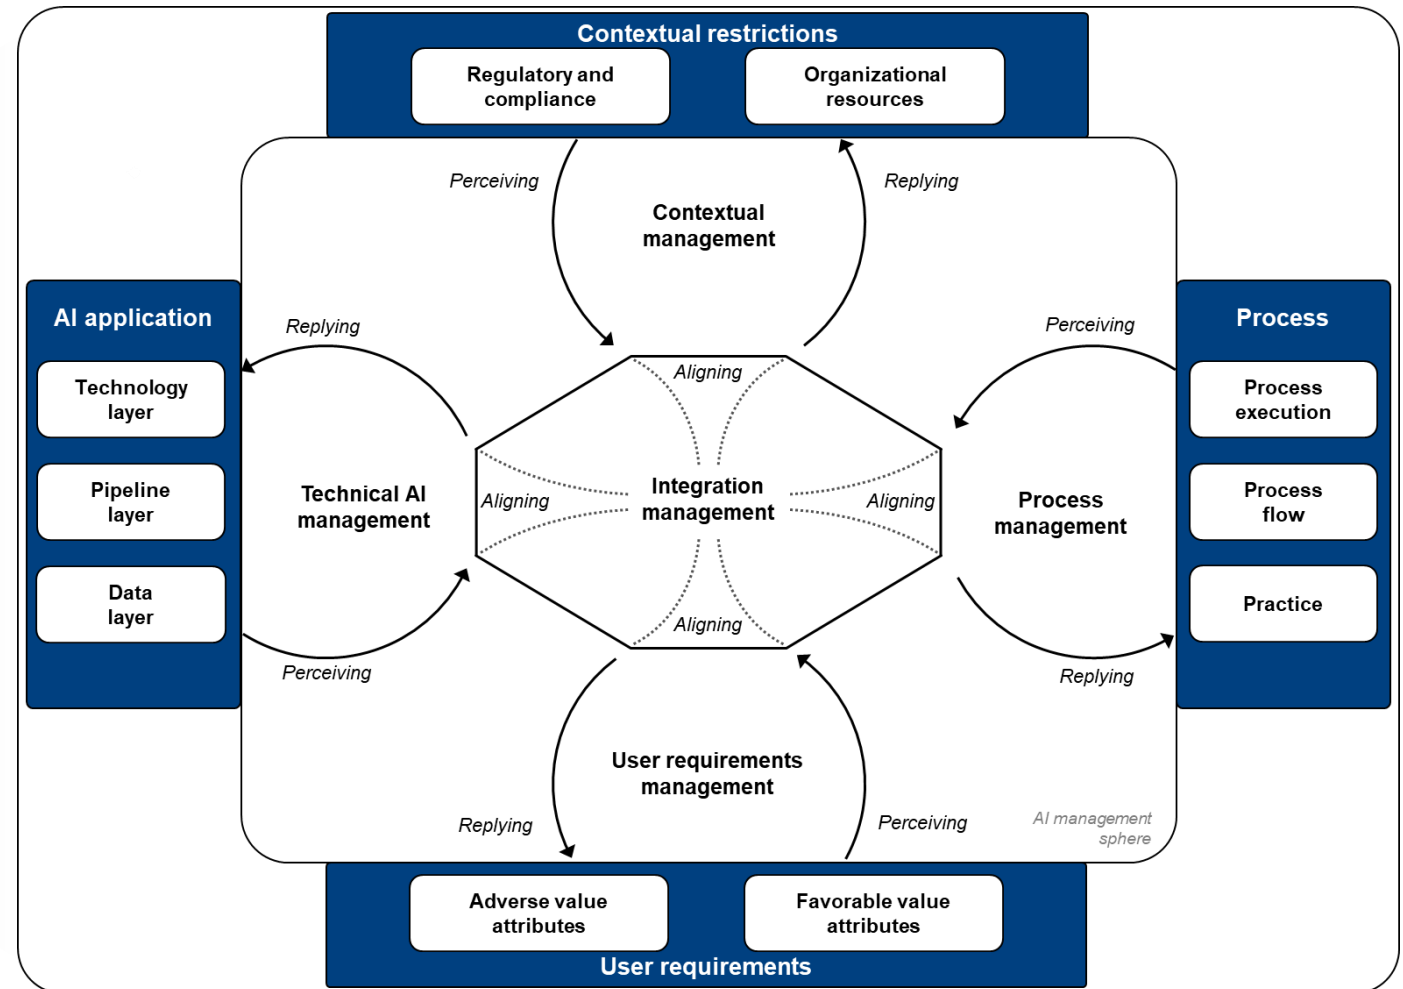 Contextual restrictions
Regulatory and
compliance
Organizational
resources
Perceiving
Replying
Contextual
management
AI application
Technology
layer
Pipeline
layer
Data
layer
Replying
Technical AI
management
Perceiving
Aligning
Aligning
Integration
management
Aligning
Aligning
Perceiving
Process
management
Replying
Process
Process
execution
Process
flow
Practice
User requirements
management
Replying
Perceiving
AI management
sphere
Adverse value
attributes
Favorable value
attributes
User requirements